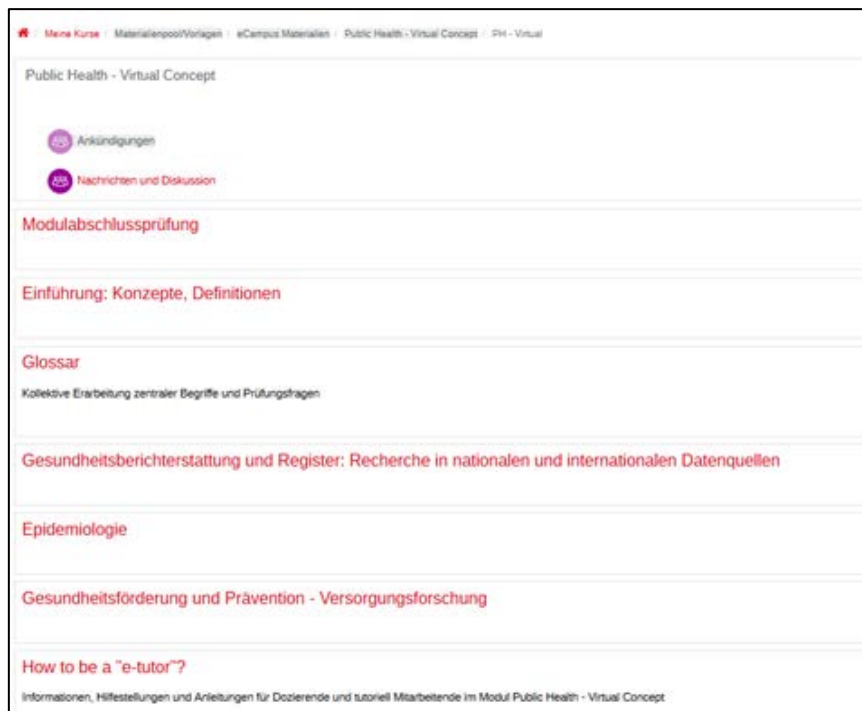 Meine Kurse / Materialienpool/Vorlagen / eCampus Materialien / Public Health - Virtual Concept / PH - Virtual
Public Health - Virtual Concept
Ankündigungen
Nachrichten und Diskussion
Modulabschlussprüfung
Einführung: Konzepte, Definitionen
Glossar
Kollektive Erarbeitung zentraler Begriffe und Prüfungsfragen
Gesundheitsberichterstattung und Register: Recherche in nationalen und internationalen Datenquellen
Epidemiologie
Gesundheitsförderung und Prävention - Versorgungsforschung
How to be a "e-tutor"?
Informationen, Hilfestellungen und Anleitungen für Dozierende und tutoriell Mitarbeitende im Modul Public Health - Virtual Concept